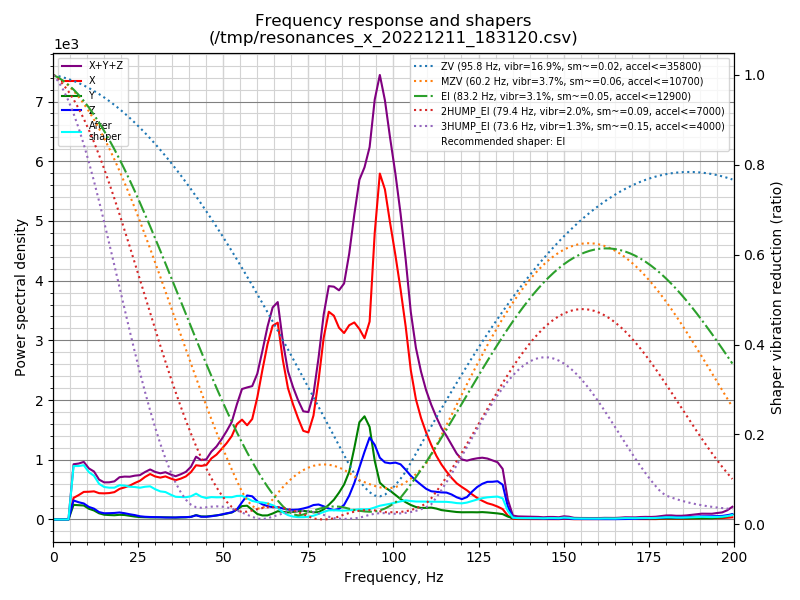 Frequency response and shapers
(/tmp/resonances_x_20221211_183120.csv)
1e3
X+Y+Z
X
Y
Z
After
shaper
ZV (95.8 Hz, vibr=16.9%, sm~=0.02, accel<=35800)
MZV (60.2 Hz, vibr=3.7%, sm~=0.06, accel<=10700)
EI (83.2 Hz, vibr=3.1%, sm~=0.05, accel<=12900)
2HUMP_EI (79.4 Hz, vibr=2.0%, sm~=0.09, accel<=7000)
3HUMP_EI (73.6 Hz, vibr=1.3%, sm~=0.15, accel<=4000)
Recommended shaper: EI
Power spectral density
7
6
5
4
3
2
1
0
1.0
0.8
0.6
0.4
0.2
0.0
Shaper vibration reduction (ratio)
0 25 50 75 100 125 150 175 200
Frequency, Hz